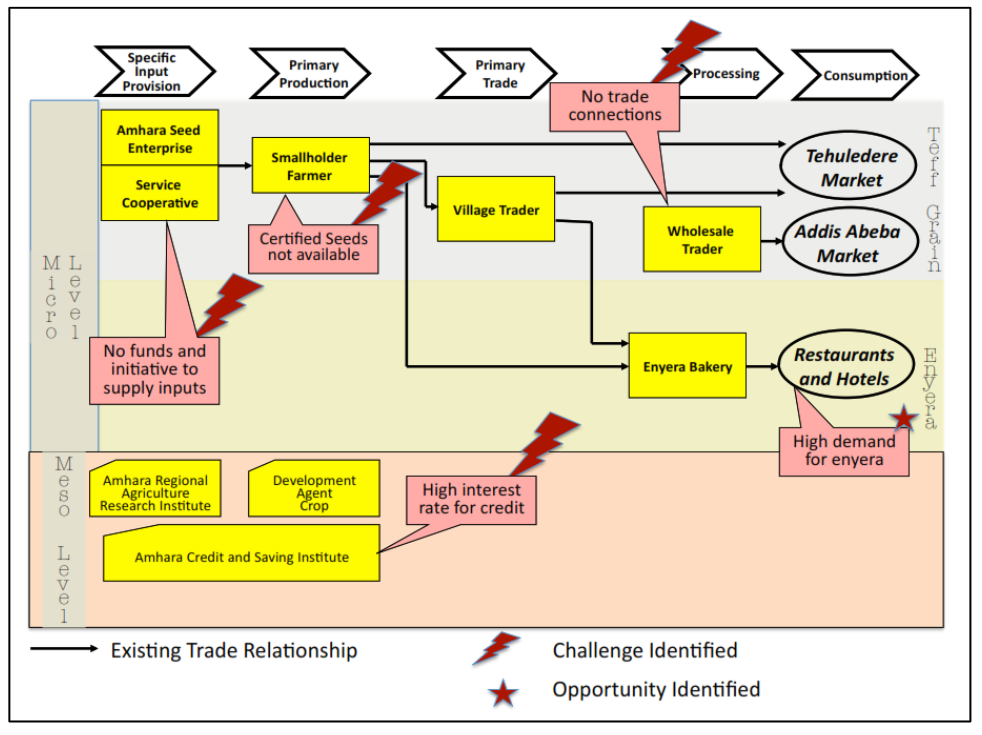 Specific
Input
Provision
Primary
Production
Primary
Trade
Processing
Consumption
No trade
connections
Amhara Seed
Enterprise
Service
Cooperative
Smallholder
Farmer
Village Trader
Wholesale
Trader
Tehuledere
Market
Addis Abeba
Market
Teff
Grain
Certified Seeds
not available
Micro
Level
No funds and
initiative to
supply inputs
Enyera Bakery
Restaurants
and Hotels
Enyera
High demand
for enyera
Meso Level
Amhara Regional
Agriculture
Research Institute
Development
Agent
Crop
High interest
rate for credit
Amhara Credit and Saving Institute
Existing Trade Relationship
Challenge Identified
Opportunity Identified